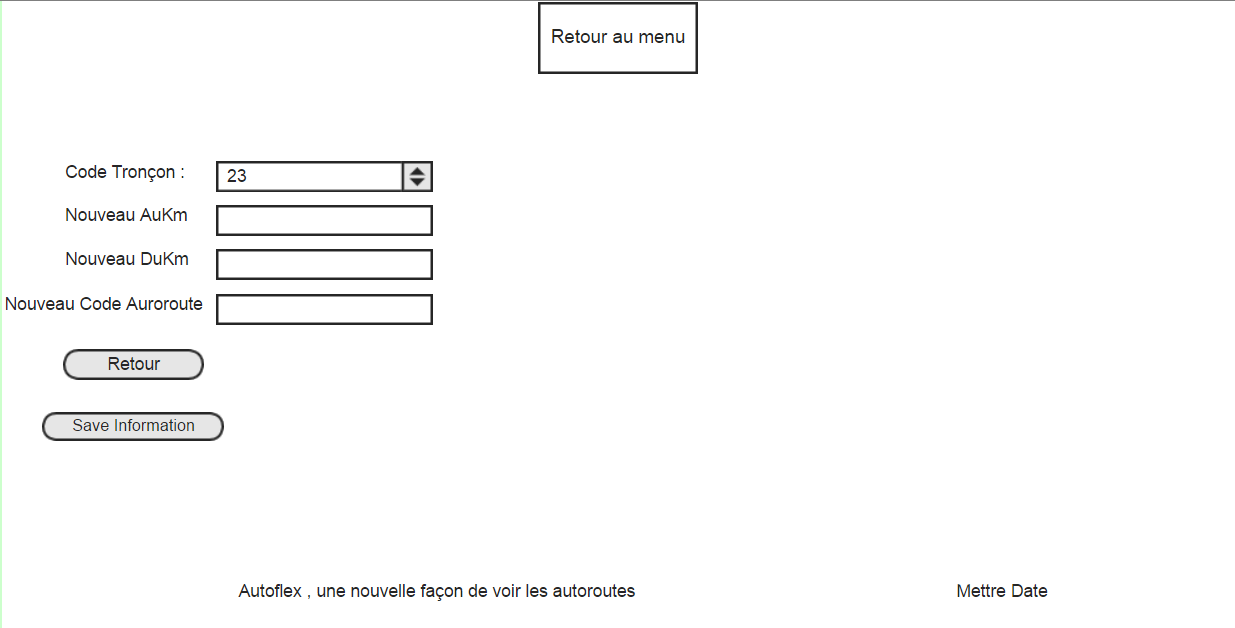 Retour au menu
Code Tronçon :
23
Nouveau AuKm
Nouveau DuKm
Nouveau Code Auroroute
Retour
Save Information
Autoflex , une nouvelle façon de voir les autoroutes
Mettre Date